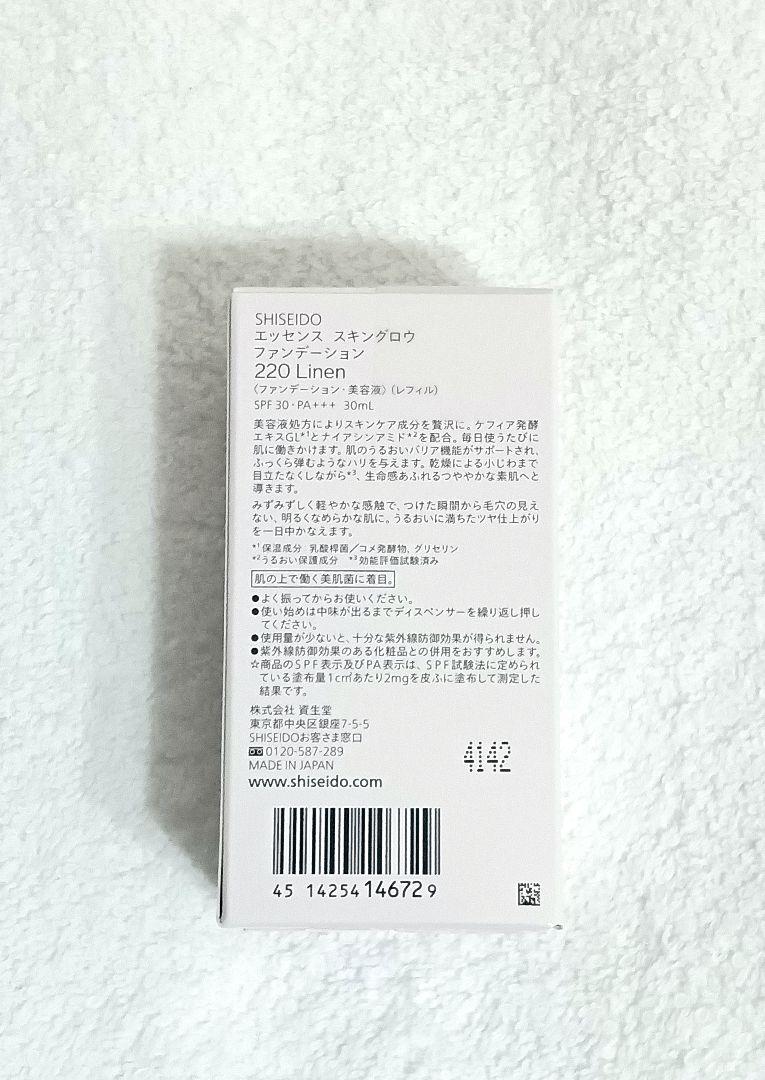 SHISEIDO
エッセンス スキングロウ
ファンデーション
220 Linen
〈ファンデーション・美容液〉(レフィル)
SPF 30・PA+++ 30mL
美容液処方によりスキンケア成分を贅沢に。ケフィア発酵
エキスGL*1とナイアシンアミド*2を配合。毎日使うたびに
肌に働きかけます。肌のうるおいバリア機能がサポートされ、
ふっくら弾むようなハリを与えます。乾燥による小じわまで
目立たなくしながら*3、生命感あふれるつややかな素肌へと
導きます。
みずみずしく軽やかな感触で、つけた瞬間から毛穴の見え
ない、明るくなめらかな肌に。うるおいに満ちたツヤ仕上がり
を一日中かなえます。
*1 保湿成分:乳酸桿菌/コメ発酵物、グリセリン
*2 うるおい保護成分 *3 効能評価試験済み
肌の上で働く美肌菌に着目。
●よく振ってからお使いください。
●使い始めは中味が出るまでディスペンサーを繰り返し押し
てください。
●使用量が少ないと、十分な紫外線防御効果が得られません。
●紫外線防御効果のある化粧品との併用をおすすめします。
☆商品のSPF表示及びPA表示は、SPF試験法に定められ
ている塗布量1c㎡あたり2mgを皮ふに塗布して測定した
結果です。
株式会社 資生堂
東京都中央区銀座7-5-5
SHISEIDOお客さま窓口
0120-587-289
MADE IN JAPAN
www.shiseido.com
4142
45 14254 146729